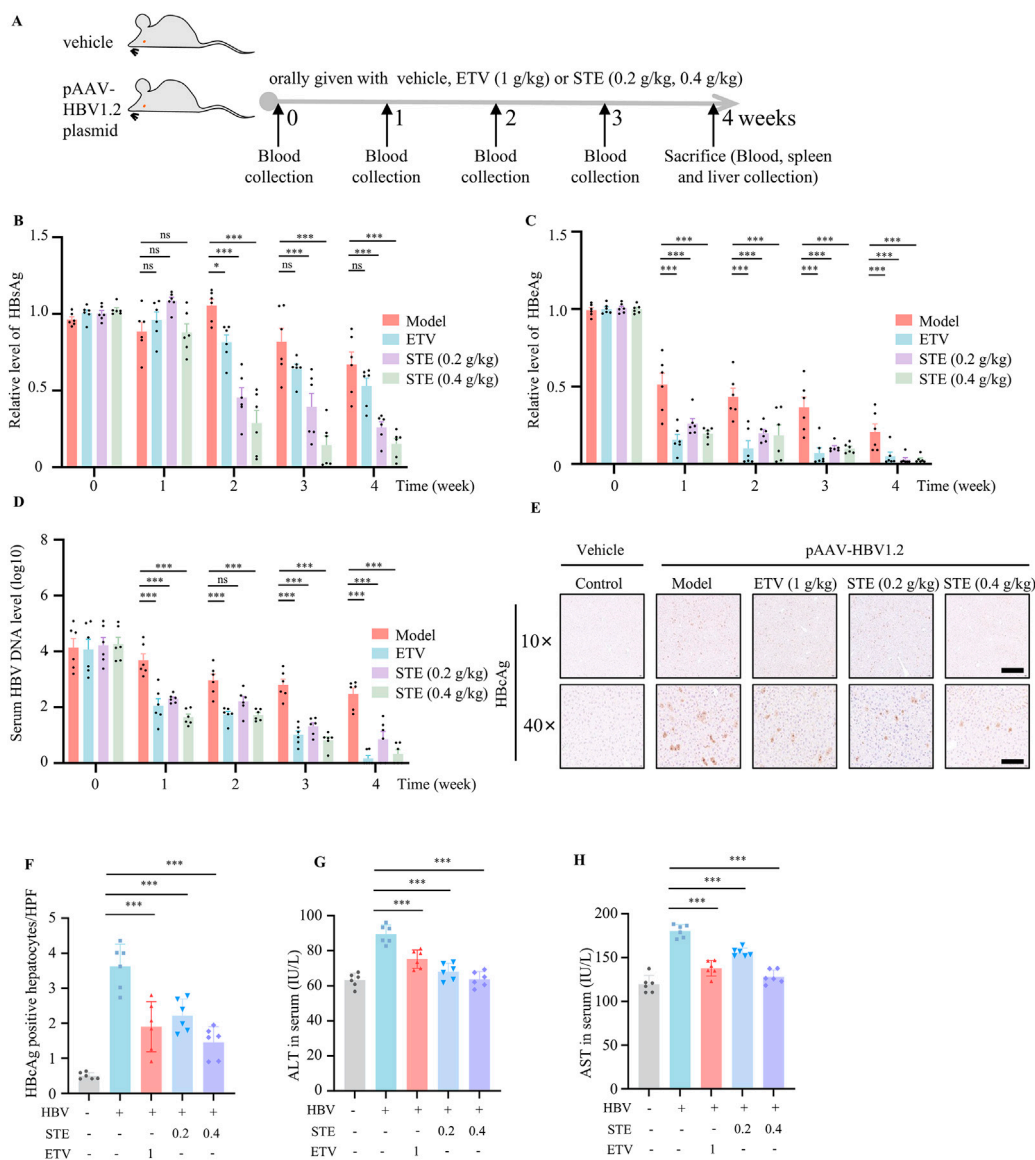 A
vehicle
pAAV-
HBV1.2
plasmid
orally given with vehicle, ETV (1 g/kg) or STE (0.2 g/kg, 0.4 g/kg)
0 1 2 3 4 weeks
Blood
collection
Blood
collection
Blood
collection
Blood
collection
Sacrifice (Blood, spleen
and liver collection)
B
Relative level of HBsAg
1.5
1.0
0.5
0
ns
ns
ns
***
***
*
***
***
ns
***
***
ns
Model
ETV
STE (0.2 g/kg)
STE (0.4 g/kg)
0 1 2 3 4 Time (week)
C
Relative level of HBeAg
1.5
1.0
0.5
0
***
***
***
***
***
***
***
***
***
***
***
***
Model
ETV
STE (0.2 g/kg)
STE (0.4 g/kg)
0 1 2 3 4 Time (week)
D
Serum HBV DNA level (log10)
8
6
4
2
0
***
***
***
***
ns
***
***
***
***
***
***
***
Model
ETV
STE (0.2 g/kg)
STE (0.4 g/kg)
0 1 2 3 4 Time (week)
E
Vehicle pAAV-HBV1.2
Control Model ETV (1 g/kg) STE (0.2 g/kg) STE (0.4 g/kg)
HBcAg
10×
40×
F
HBcAg positive hepatocytes/HPF
5
4
3
2
1
0
***
***
***
HBV - + + + +
STE - - - 0.2 0.4
ETV - - 1 - -
G
ALT in serum (IU/L)
100
80
60
40
20
0
***
***
***
HBV - + + + +
STE - - - 0.2 0.4
ETV - - 1 - -
H
AST in serum (IU/L)
200
150
100
50
0
***
***
***
HBV - + + + +
STE - - - 0.2 0.4
ETV - - 1 - -